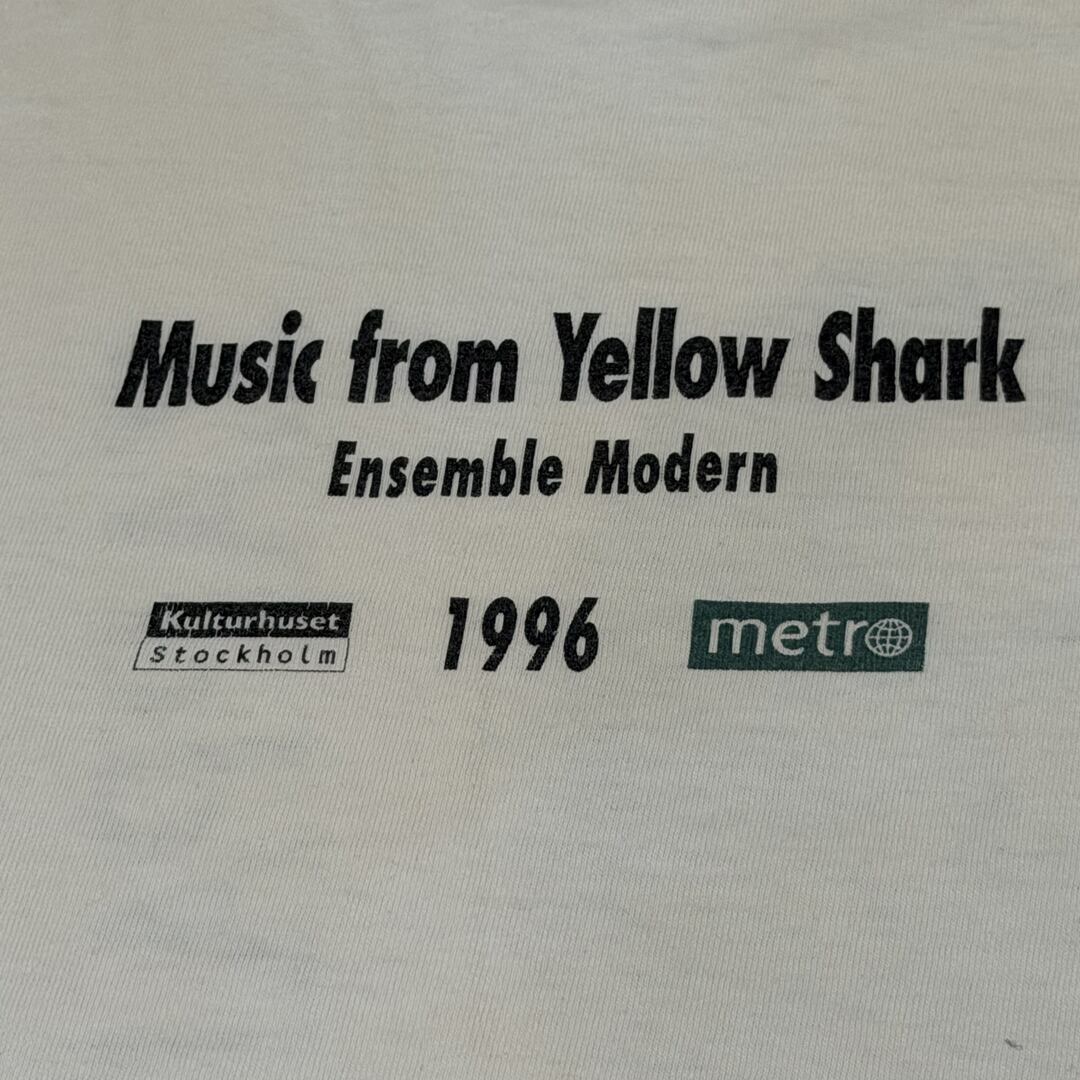 Music from Yellow Shark
Ensemble Modern
Kulturhuset
Stockholm
1996
metro